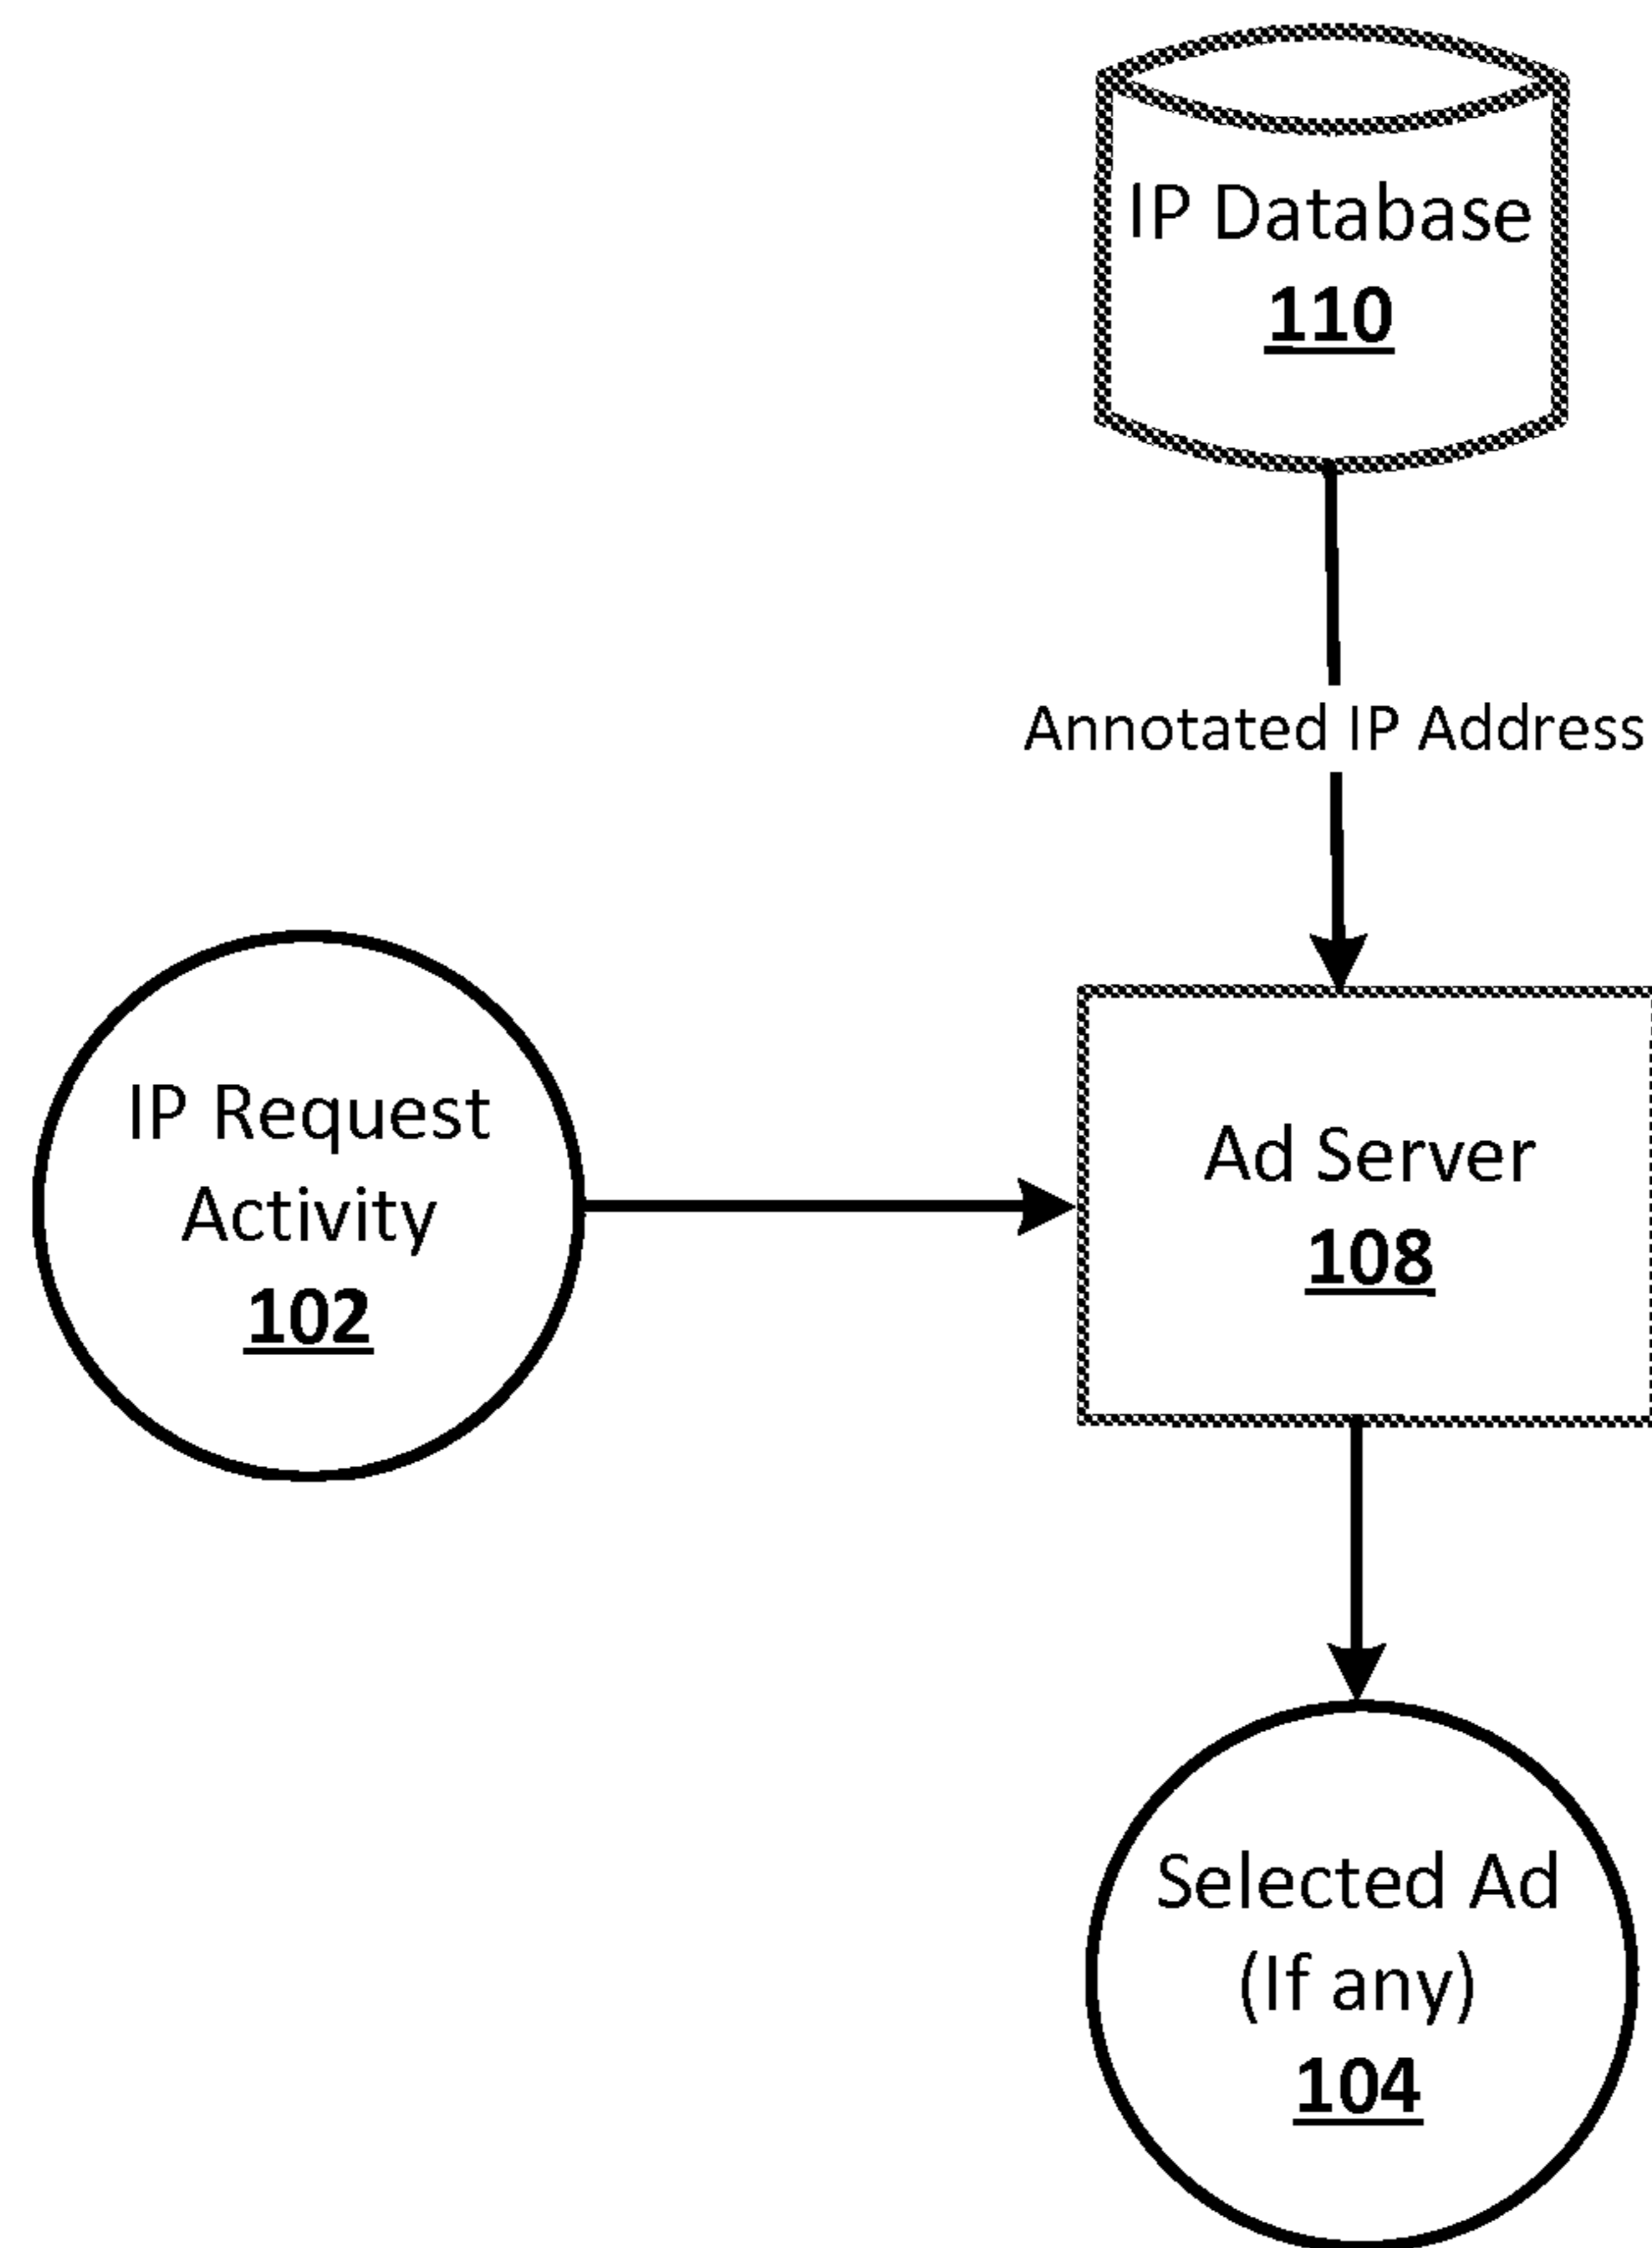 IP Database
110
Annotated IP Address
IP Request
Activity
102
Ad Server
108
Selected Ad
(If any)
104